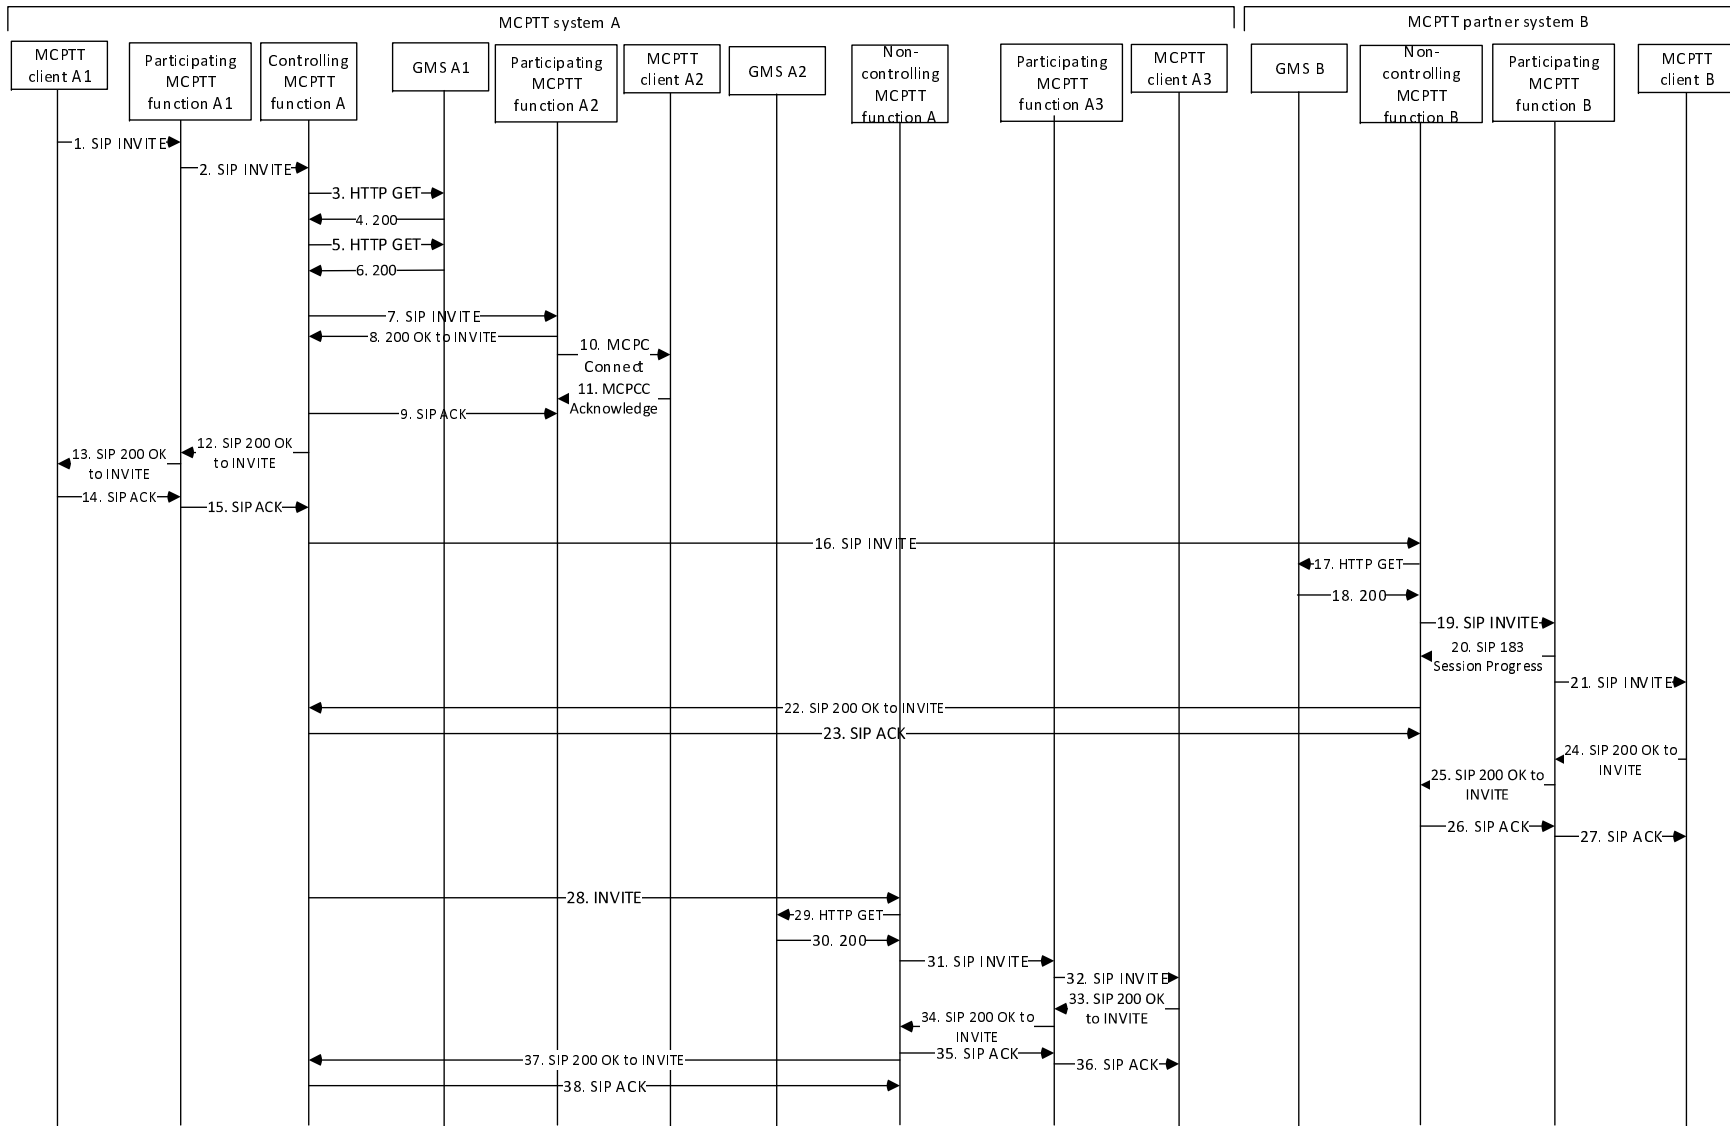 MCPTT system A
MCPTT partner system B
MCPTT
client A1
Participating
MCPTT
function A1
Controlling
MCPTT
function A
GMS A1
Participating
MCPTT
function A2
MCPTT
client A2
GMS A2
Non-
controlling
MCPTT
function A
Participating
MCPTT
function A3
MCPTT
client A3
GMS B
Non-
controlling
MCPTT
function B
Participating
MCPTT
function B
MCPTT
client B
1. SIP INVITE
2. SIP INVITE
3. HTTP GET
4. 200
5. HTTP GET
6. 200
7. SIP INVITE
8. 200 OK to INVITE
10. MCPC
Connect
11. MCPCC
Acknowledge
9. SIP ACK
12. SIP 200 OK
to INVITE
13. SIP 200 OK
to INVITE
14. SIP ACK
15. SIP ACK
16. SIP INVITE
17. HTTP GET
18. 200
19. SIP INVITE
20. SIP 183
Session Progress
21. SIP INVITE
22. SIP 200 OK to INVITE
23. SIP ACK
24. SIP 200 OK to
INVITE
25. SIP 200 OK to
INVITE
26. SIP ACK
27. SIP ACK
28. INVITE
29. HTTP GET
30. 200
31. SIP INVITE
32. SIP INVITE
33. SIP 200 OK
to INVITE
34. SIP 200 OK to
INVITE
35. SIP ACK
36. SIP ACK
37. SIP 200 OK to INVITE
38. SIP ACK